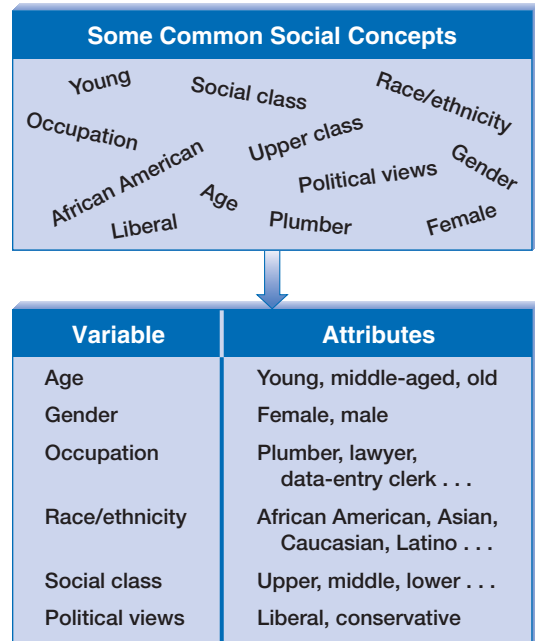 Some Common Social Concepts
Young
Social class
Race/ethnicity
Occupation
Upper class
African American
Age
Political views
Gender
Liberal
Plumber
Female
Variable Attributes
Age Young, middle-aged, old
Gender Female, male
Occupation Plumber, lawyer,
data-entry clerk . . .
Race/ethnicity African American, Asian,
Caucasian, Latino . . .
Social class Upper, middle, lower . . .
Political views Liberal, conservative